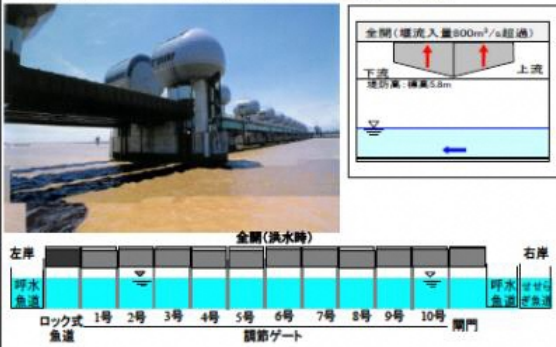 全開(堰流入量800m³/s超過)
下流
上流
堤防高:標高5.8m
全開(洪水時)
左岸
右岸
呼水
魚道
呼水
魚道
せせら
ぎ魚道
ロック式
魚道
1号 2号 3号 4号 5号 6号 7号 8号 9号 10号
閘門
調節ゲート